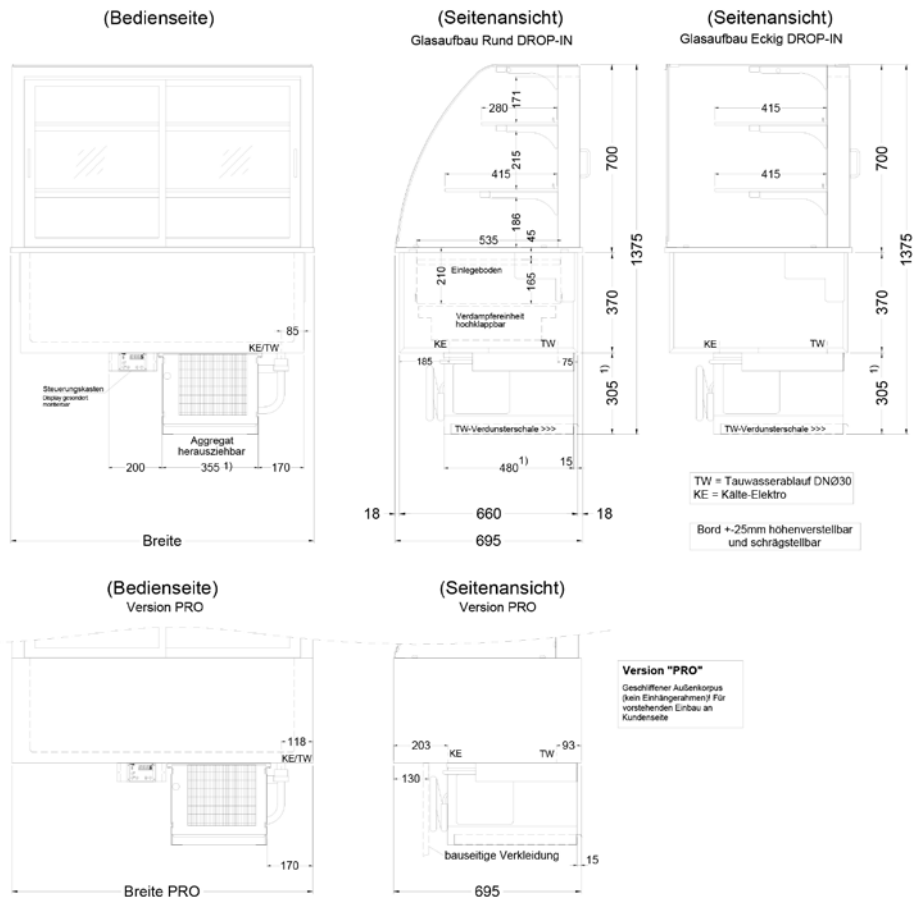 (Bedienseite)
(Seitenansicht)
Glasaufbau Rund DROP-IN
(Seitenansicht)
Glasaufbau Eckig DROP-IN
171
280
215
415
186
45
535
210
165
Einlegeboden
Verdampfereinheit
hochklappbar
KE
TW
185
75
700
1375
370
305 1)
415
415
700
1375
370
305 1)
KE
TW
85
KE/TW
Steuerungskasten
Display gesondert
montierbar
Aggregat
herausziehbar
200
355 1)
170
Breite
TW-Verdunsterschale >>>
480 1)
15
18
660
18
695
TW-Verdunsterschale >>>
TW = Tauwasserablauf DNØ30
KE = Kälte-Elektro
Bord +-25mm höhenverstellbar
und schrägstellbar
(Bedienseite)
Version PRO
(Seitenansicht)
Version PRO
118
KE/TW
170
Breite PRO
203
KE
TW
93
130
bauseitige Verkleidung
15
695
Version "PRO"
Geschliffener Außenkorpus
(kein Einhängerahmen)! Für
vorstehenden Einbau an
Kundenseite